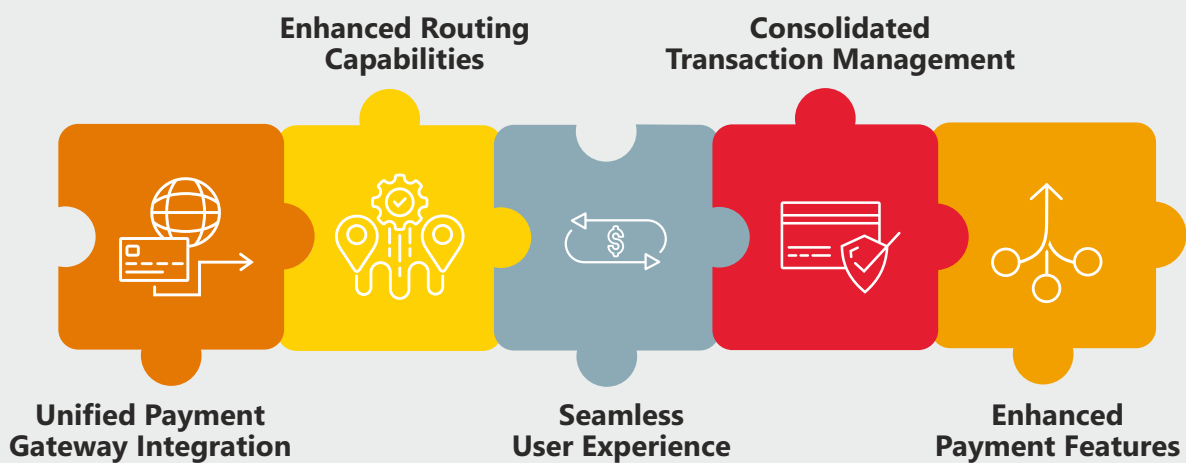 Enhanced Routing
Capabilities
Consolidated
Transaction Management
$
Unified Payment
Gateway Integration
Seamless
User Experience
Enhanced
Payment Features